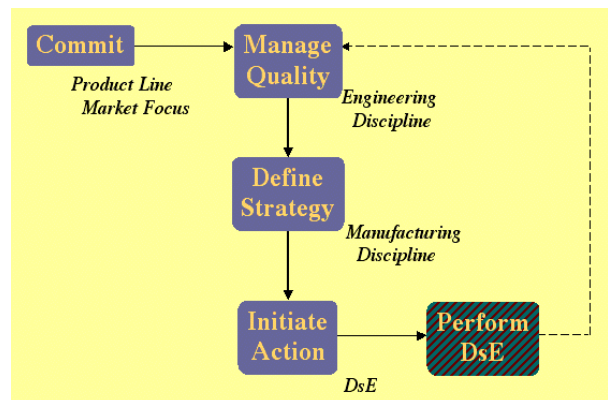 Commit
Manage
Quality
Product Line
Market Focus
Engineering
Discipline
Define
Strategy
Manufacturing
Discipline
Initiate
Action
Perform
DsE
DsE